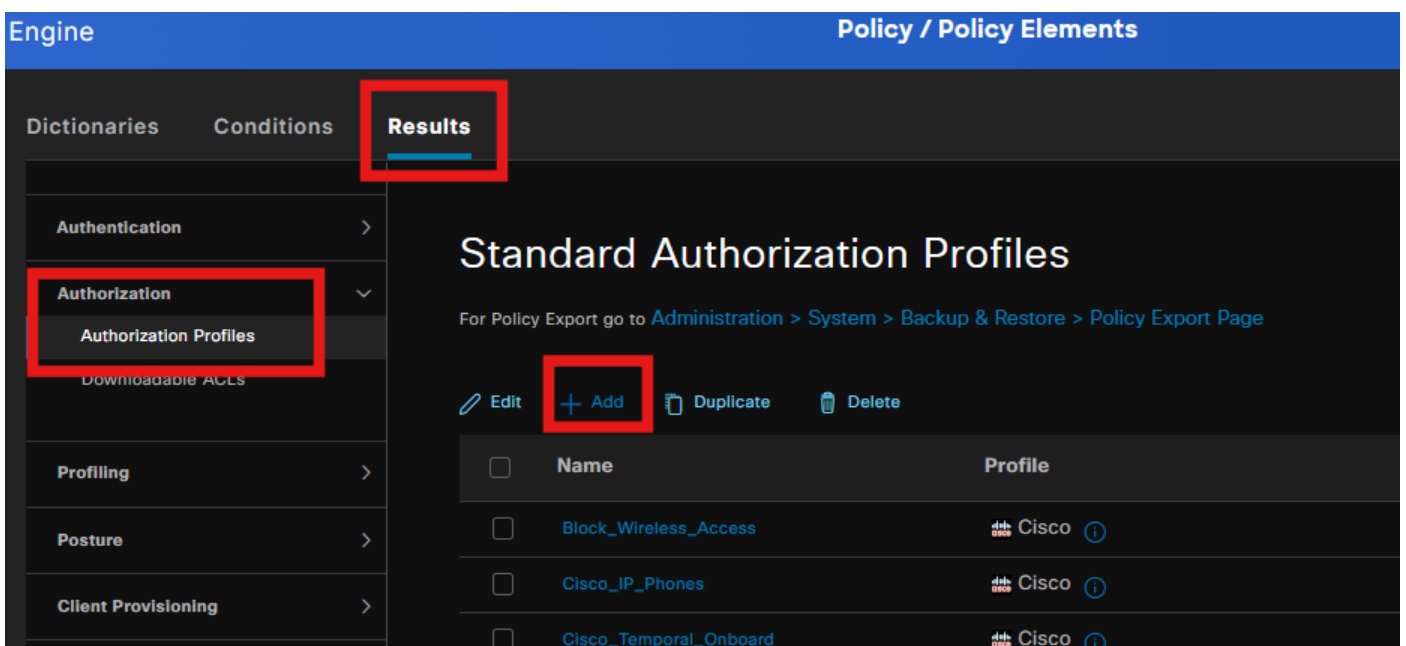 Engine
Policy / Policy Elements
Dictionaries Conditions Results
Authentication
Authorization
Authorization Profiles
Downloadable ACLs
Profiling
Posture
Client Provisioning
Standard Authorization Profiles
For Policy Export go to Administration > System > Backup & Restore > Policy Export Page
Edit Add Duplicate Delete
Name Profile
Block_Wireless_Access Cisco
Cisco_IP_Phones Cisco
Cisco_Temporal_Onboard Cisco